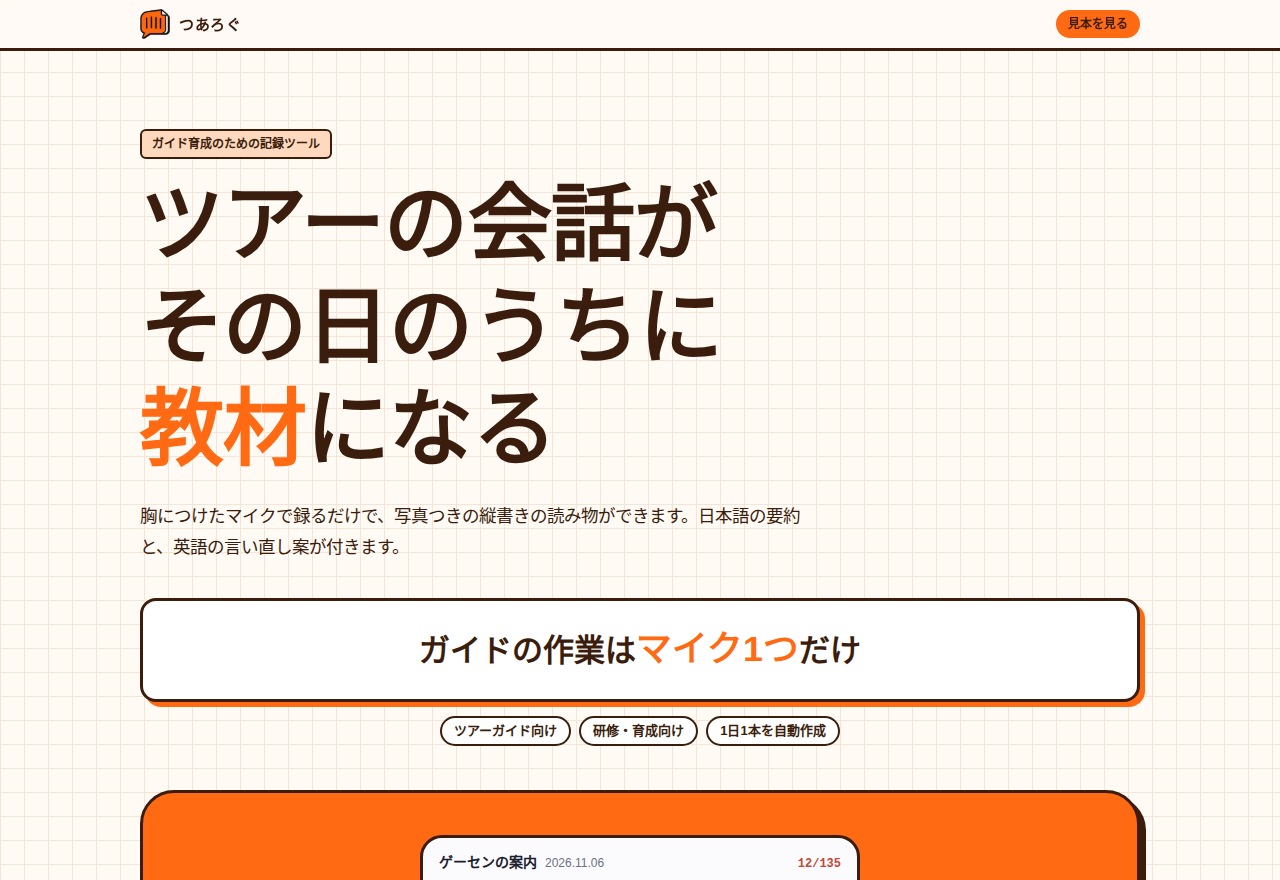 つあろぐ
見本を見る
ガイド育成のための記録ツール
ツアーの会話が
その日のうちに
教材になる
胸につけたマイクで録るだけで、写真つきの縦書きの読み物ができます。日本語の要約
と、英語の言い直し案が付きます。
ガイドの作業はマイク1つだけ
ツアーガイド向け
研修・育成向け
1日1本を自動作成
ゲーセンの案内 2026.11.06
12/135